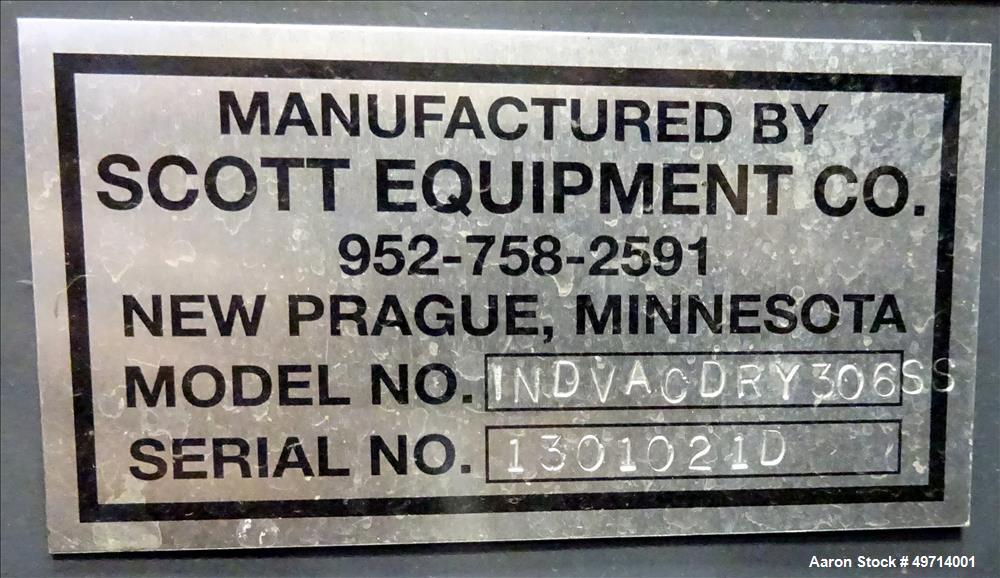 MANUFACTURED BY
SCOTT EQUIPMENT CO.
952-758-2591
NEW PRAGUE, MINNESOTA
MODEL NO. INDVACDRY306SS
SERIAL NO. 1301021D
Aaron Stock # 49714001